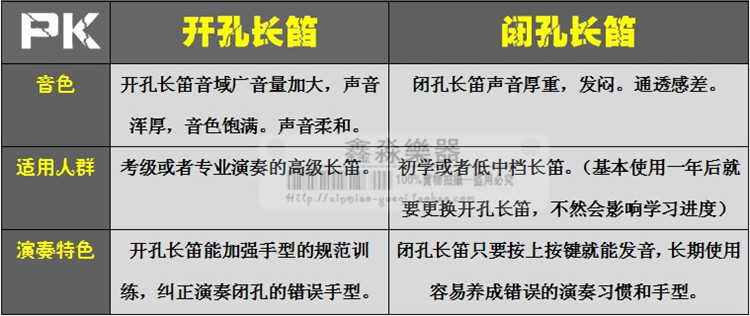 PK 开孔长笛 闭孔长笛
音色
开孔长笛音域广音量加大，声音
浑厚，音色饱满。声音柔和。
闭孔长笛声音厚重，发闷。通透感差。
适用人群
考级或者专业演奏的高级长笛。
初学或者低中档长笛。（基本使用一年后就
要更换开孔长笛，不然会影响学习进度）
演奏特色
开孔长笛能加强手型的规范训
练，纠正演奏闭孔的错误手型。
闭孔长笛只要按上按键就能发音，长期使用
容易养成错误的演奏习惯和手型。
鑫淼樂器